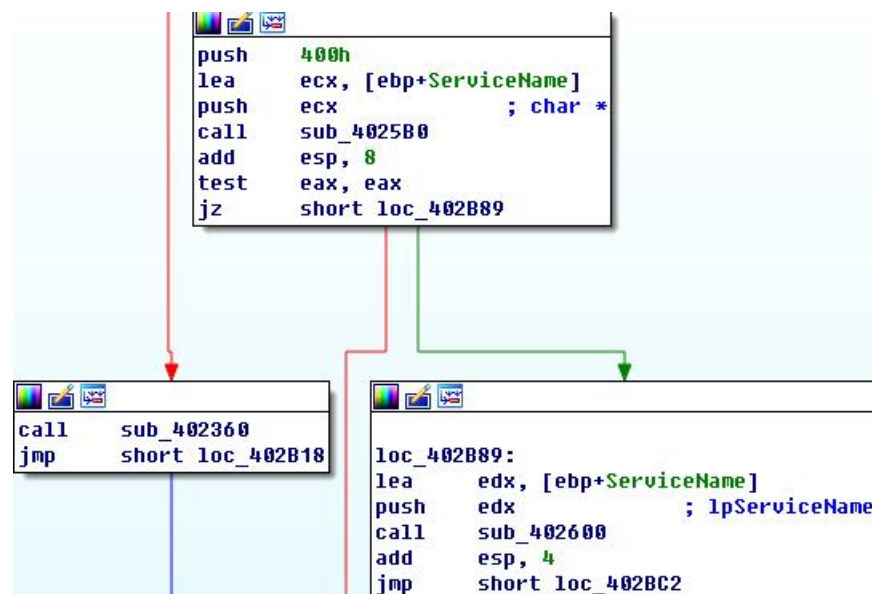 push 400h
lea ecx, [ebp+ServiceName]
push ecx ; char *
call sub_4025B0
add esp, 8
test eax, eax
jz short loc_402B89
call sub_402360
jmp short loc_402B18
loc_402B89:
lea edx, [ebp+ServiceName]
push edx ; lpServiceName
call sub_402600
add esp, 4
jmp short loc_402BC2